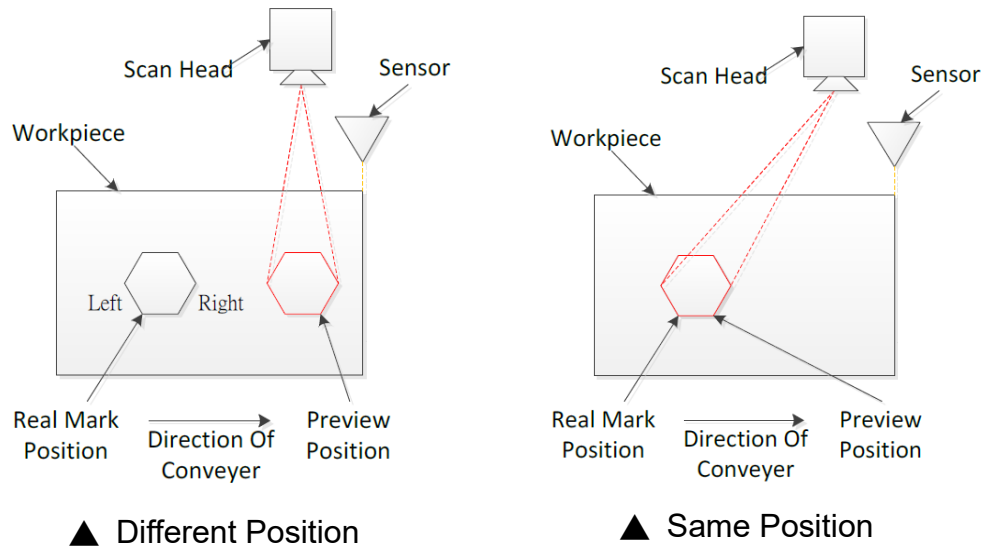 Scan Head
Sensor
Workpiece
Left
Right
Real Mark
Position
Direction Of
Conveyer
Preview
Position
▲ Different Position
Scan Head
Sensor
Workpiece
Real Mark
Position
Direction Of
Conveyer
Preview
Position
▲ Same Position